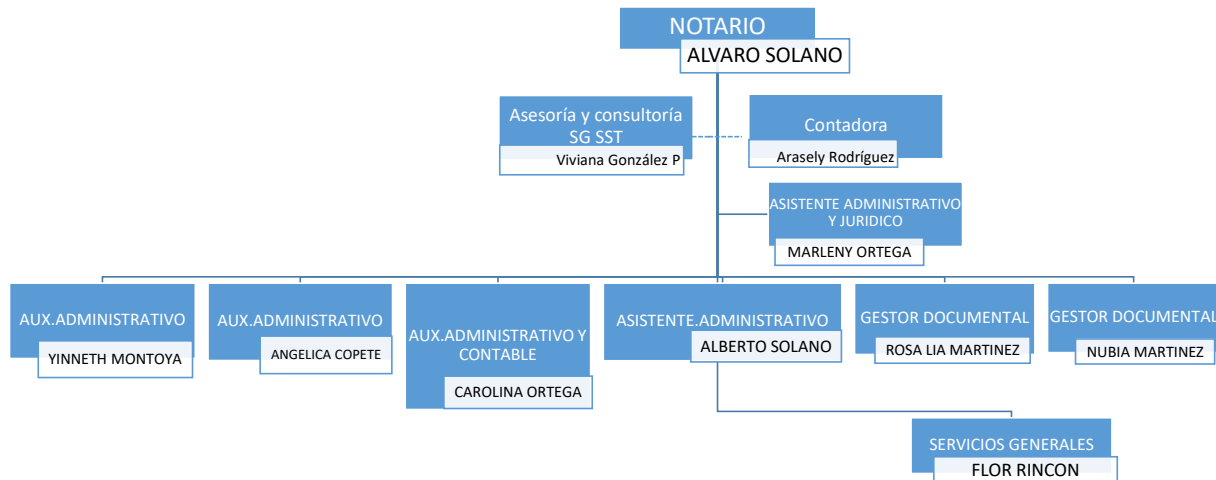 NOTARIO
ALVARO SOLANO
Asesoría y consultoría
SG SST
Viviana González P
Contadora
Arasely Rodríguez
ASISTENTE ADMINISTRATIVO
Y JURIDICO
MARLENY ORTEGA
AUX.ADMINISTRATIVO
YINNETH MONTOYA
AUX.ADMINISTRATIVO
ANGELICA COPETE
AUX.ADMINISTRATIVO Y
CONTABLE
CAROLINA ORTEGA
ASISTENTE.ADMINISTRATIVO
ALBERTO SOLANO
GESTOR DOCUMENTAL
ROSA LIA MARTINEZ
GESTOR DOCUMENTAL
NUBIA MARTINEZ
SERVICIOS GENERALES
FLOR RINCON